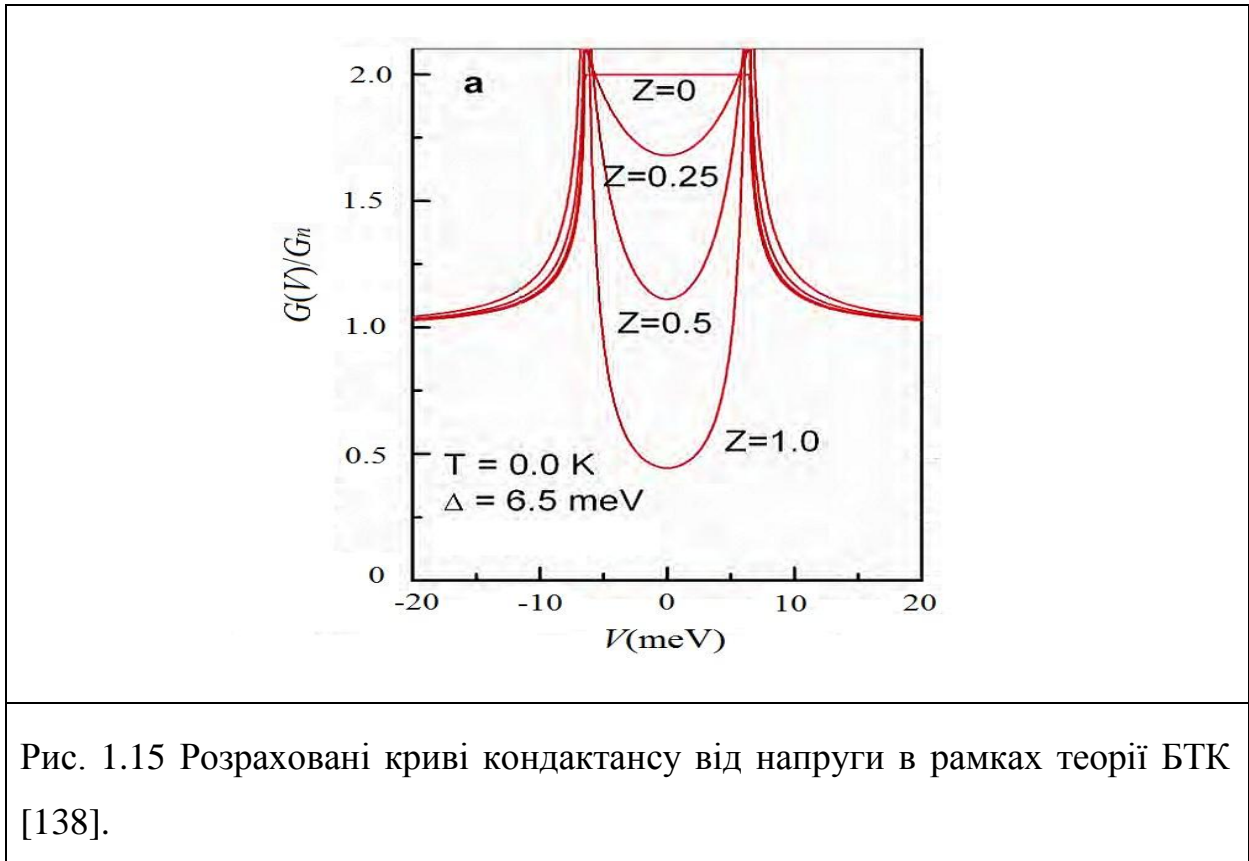 2.0
a
Z=0
Z=0.25
1.5
G(V)/Gn
Z=0.5
1.0
Z=1.0
0.5
T = 0.0 K
Δ = 6.5 meV
0
-20 -10 0 10 20
V(meV)
Рис. 1.15 Розраховані криві кондактансу від напруги в рамках теорії БТК
[138].